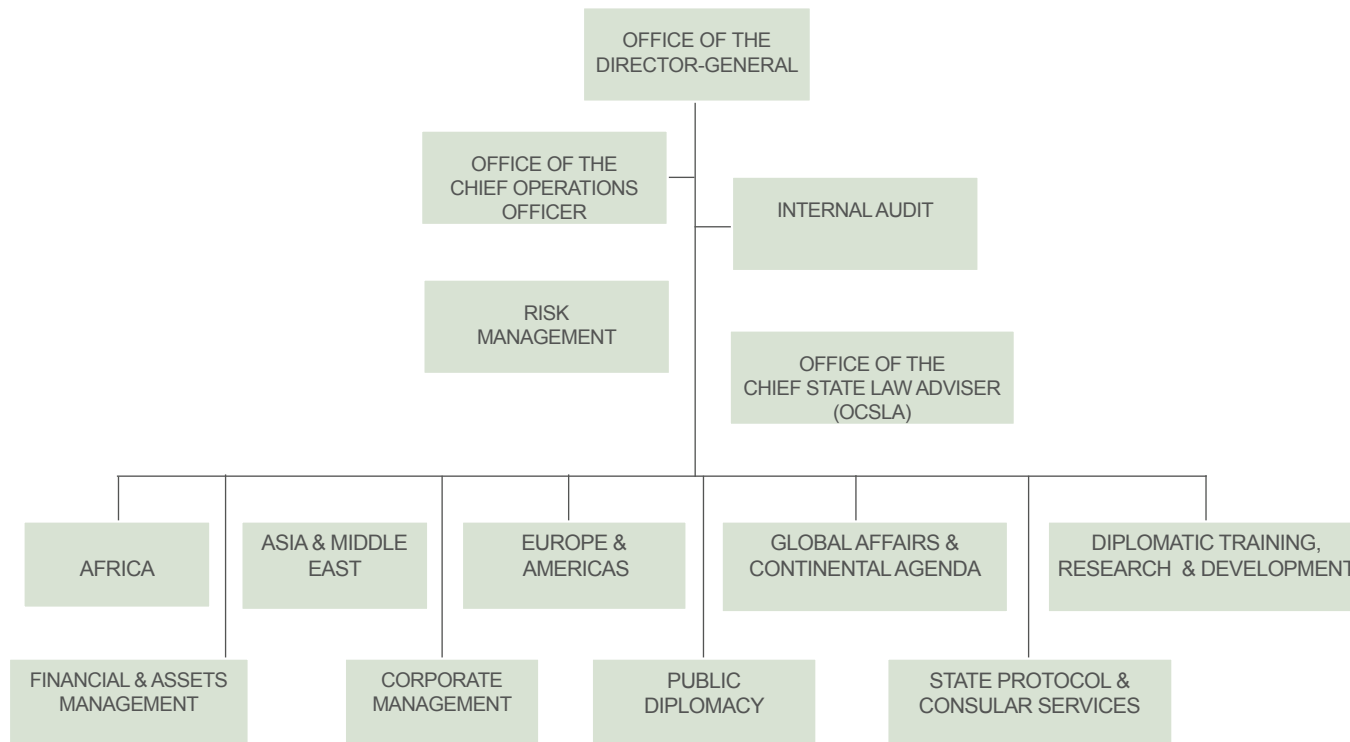 OFFICE OF THE
DIRECTOR-GENERAL
OFFICE OF THE
CHIEF OPERATIONS
OFFICER
INTERNAL AUDIT
RISK
MANAGEMENT
OFFICE OF THE
CHIEF STATE LAW ADVISER
(OCSLA)
AFRICA
ASIA & MIDDLE
EAST
EUROPE &
AMERICAS
GLOBAL AFFAIRS &
CONTINENTAL AGENDA
DIPLOMATIC TRAINING,
RESEARCH & DEVELOPMENT
FINANCIAL & ASSETS
MANAGEMENT
CORPORATE
MANAGEMENT
PUBLIC
DIPLOMACY
STATE PROTOCOL &
CONSULAR SERVICES